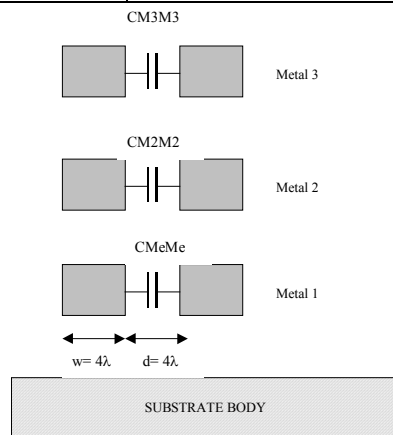 CM3M3
Metal 3
CM2M2
Metal 2
CMeMe
Metal 1
w= 4λ
d= 4λ
SUBSTRATE BODY